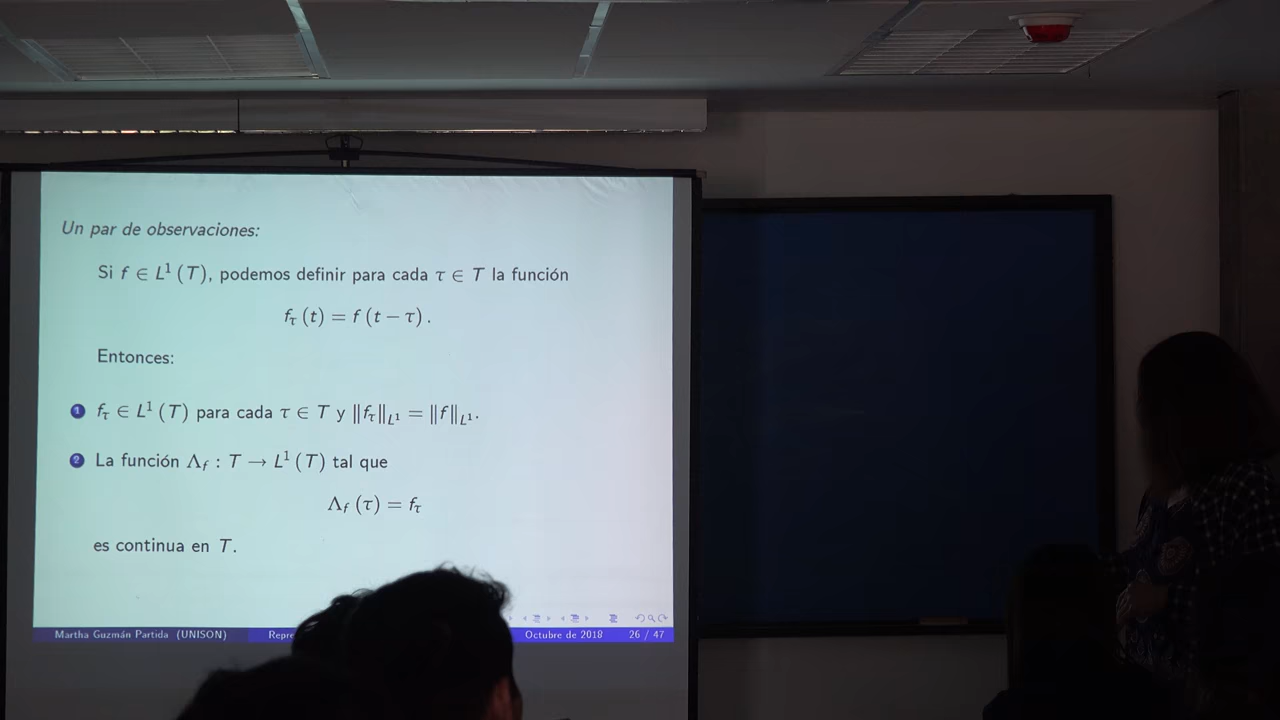 Un par de observaciones:
Si f ∈ L¹ (T), podemos definir para cada τ ∈ T la función
f_τ (t) = f (t − τ) .
Entonces:
1 f_τ ∈ L¹ (T) para cada τ ∈ T y ‖f_τ‖_L¹ = ‖f‖_L¹.
2 La función Λ_f : T → L¹ (T) tal que
Λ_f (τ) = f_τ
es continua en T.
Martha Guzmán Partida (UNISON) Octubre de 2018 26 / 47